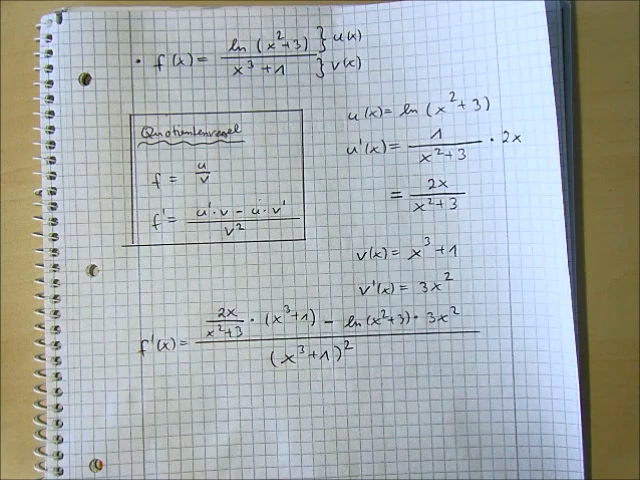 • f(x) = ln(x²+3) / x³+1 } u(x) } v(x)
u(x) = ln(x²+3)
u'(x) = 1 / x²+3 · 2x
= 2x / x²+3
Quotientenregel
f = u / v
f' = u'·v − u·v' / v²
v(x) = x³+1
v'(x) = 3x²
f'(x) = 2x / x²+3 · (x³+1) − ln(x²+3) · 3x² / (x³+1)²